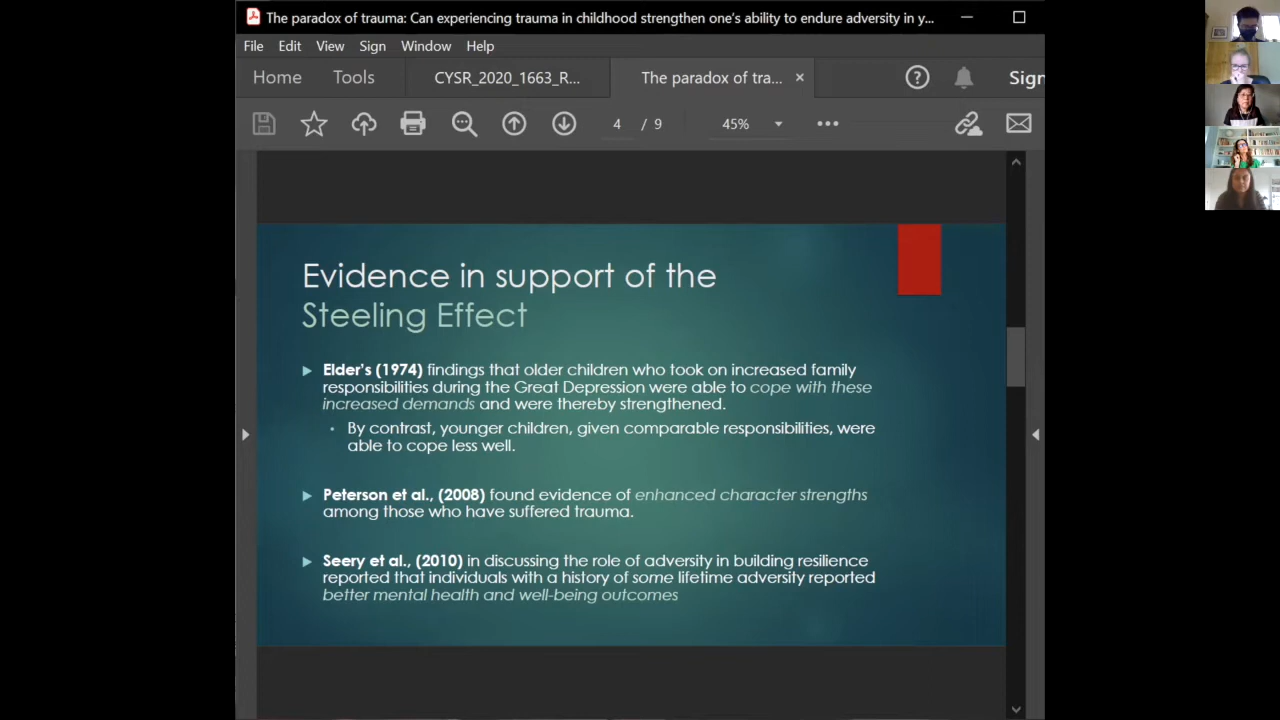 The paradox of trauma: Can experiencing trauma in childhood strengthen one's ability to endure adversity in y...
File Edit View Sign Window Help
Home Tools CYSR_2020_1663_R... The paradox of tra... × Sign
4 / 9 45%
Evidence in support of the
Steeling Effect
Elder's (1974) findings that older children who took on increased family
responsibilities during the Great Depression were able to cope with these
increased demands and were thereby strengthened.
By contrast, younger children, given comparable responsibilities, were
able to cope less well.
Peterson et al., (2008) found evidence of enhanced character strengths
among those who have suffered trauma.
Seery et al., (2010) in discussing the role of adversity in building resilience
reported that individuals with a history of some lifetime adversity reported
better mental health and well-being outcomes